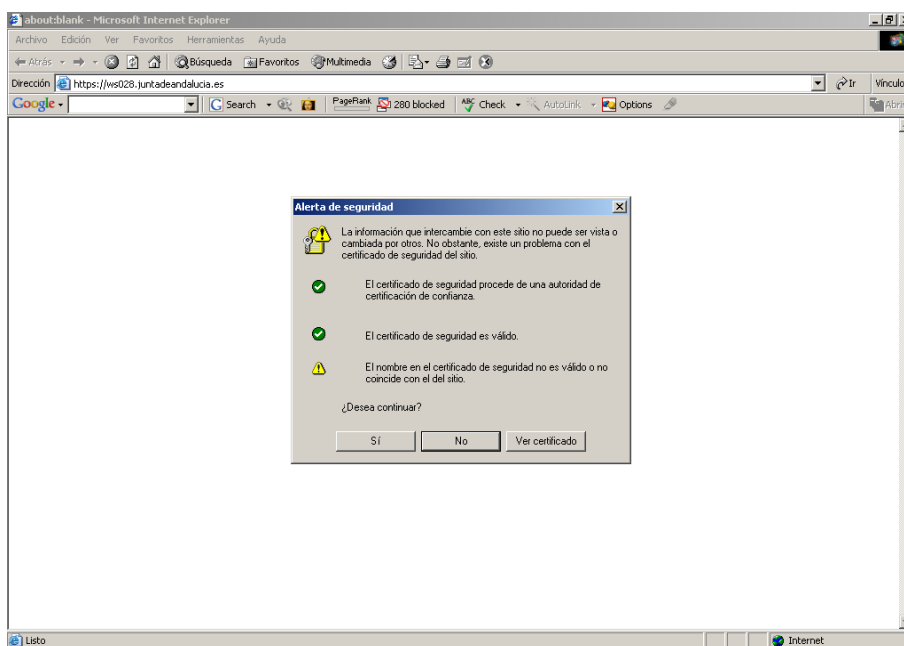 about:blank - Microsoft Internet Explorer
Archivo Edición Ver Favoritos Herramientas Ayuda
Atrás Búsqueda Favoritos Multimedia
Dirección https://ws028.juntadeandalucia.es Ir Vínculo
Google Search PageRank 280 blocked ABC Check AutoLink Options Abri
Alerta de seguridad
La información que intercambie con este sitio no puede ser vista o
cambiada por otros. No obstante, existe un problema con el
certificado de seguridad del sitio.
El certificado de seguridad procede de una autoridad de
certificación de confianza.
El certificado de seguridad es válido.
El nombre en el certificado de seguridad no es válido o no
coincide con el del sitio.
¿Desea continuar?
Sí No Ver certificado
Listo Internet